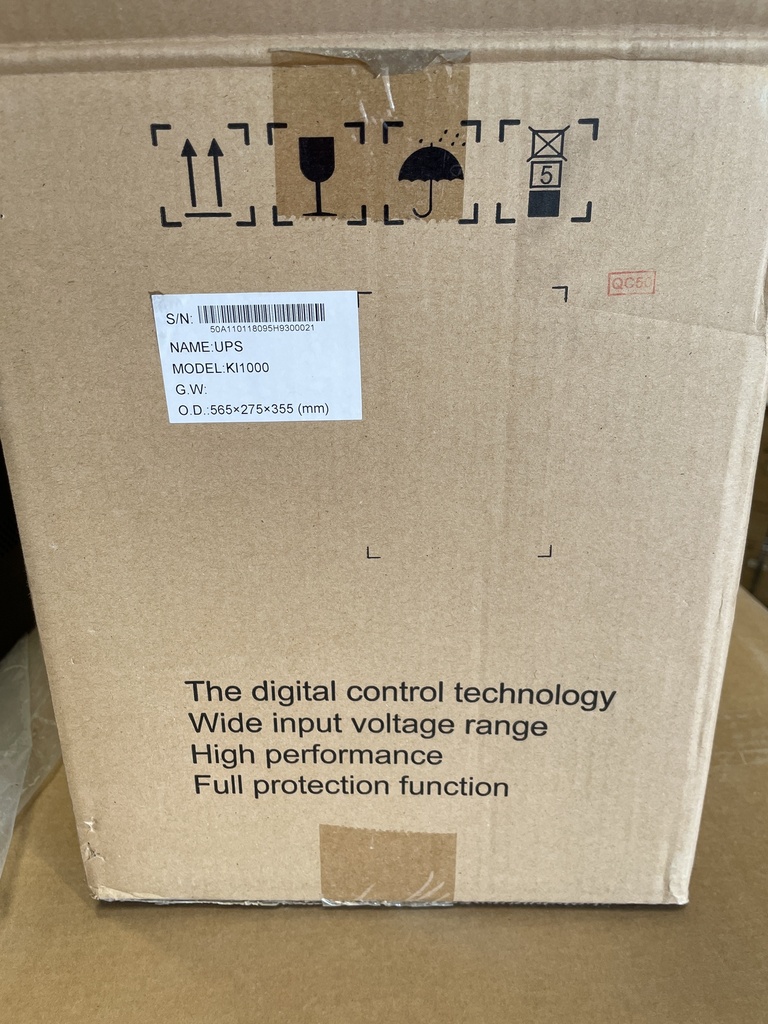 5
QC50
S/N:
50A110118095H9300021
NAME:UPS
MODEL:KI1000
G.W:
O.D.:565×275×355 (mm)
The digital control technology
Wide input voltage range
High performance
Full protection function